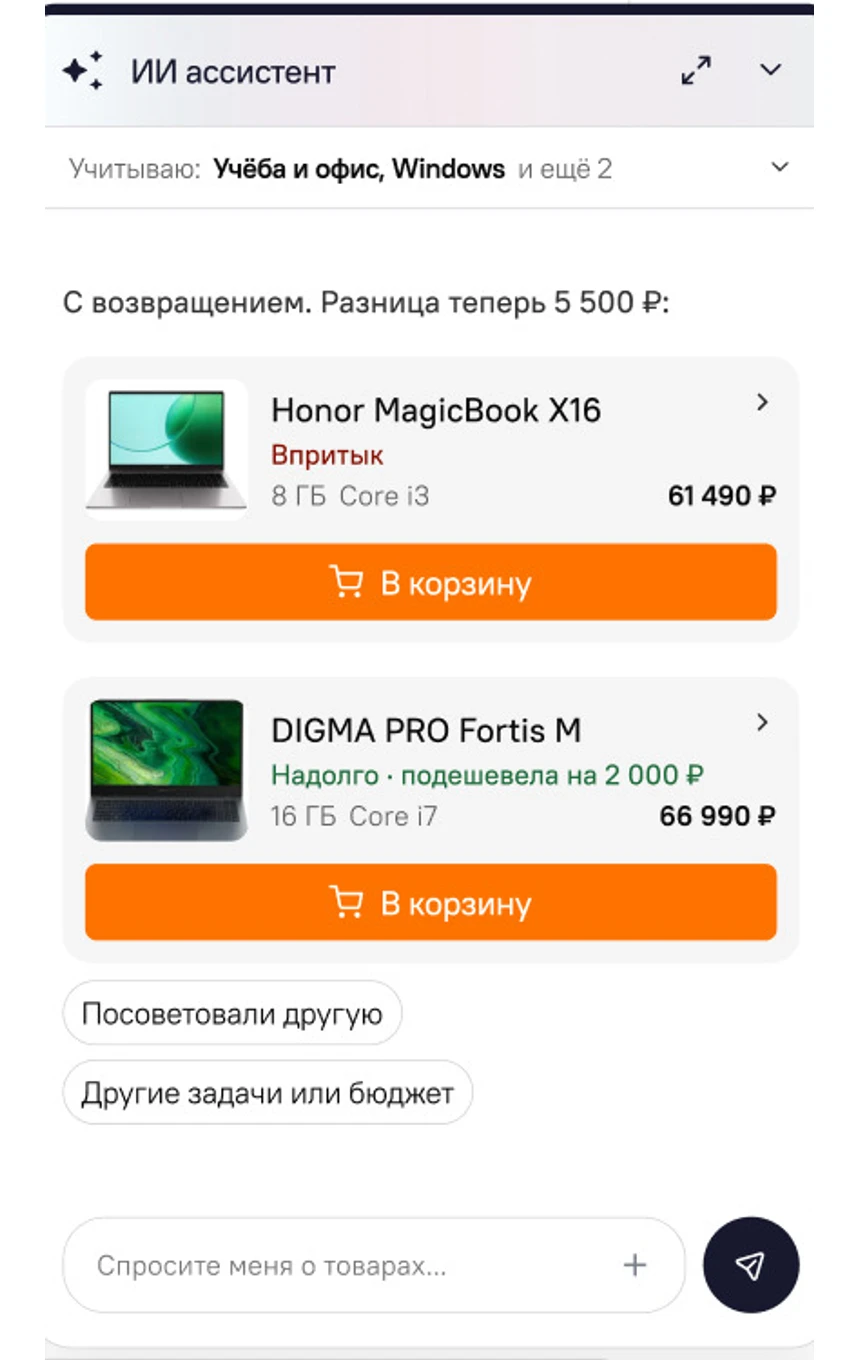 ИИ ассистент
Учитываю: Учёба и офис, Windows и ещё 2
С возвращением. Разница теперь 5 500 ₽:
Honor MagicBook X16
Впритык
8 ГБ Core i3 61 490 ₽
В корзину
DIGMA PRO Fortis M
Надолго · подешевела на 2 000 ₽
16 ГБ Core i7 66 990 ₽
В корзину
Посоветовали другую
Другие задачи или бюджет
Спросите меня о товарах...